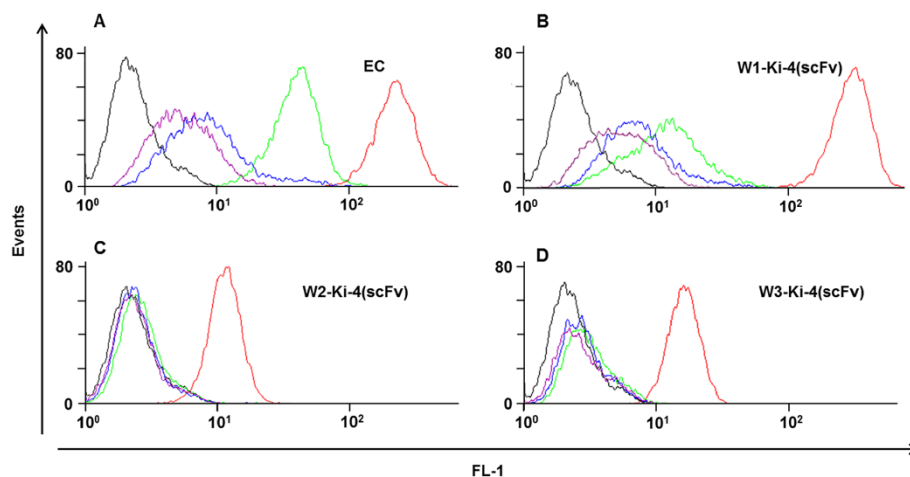 A
EC
80
0
10⁰
10¹
10²
B
W1-Ki-4(scFv)
80
0
10⁰
10¹
10²
Events
C
W2-Ki-4(scFv)
80
0
10⁰
10¹
10²
D
W3-Ki-4(scFv)
80
0
10⁰
10¹
10²
FL-1